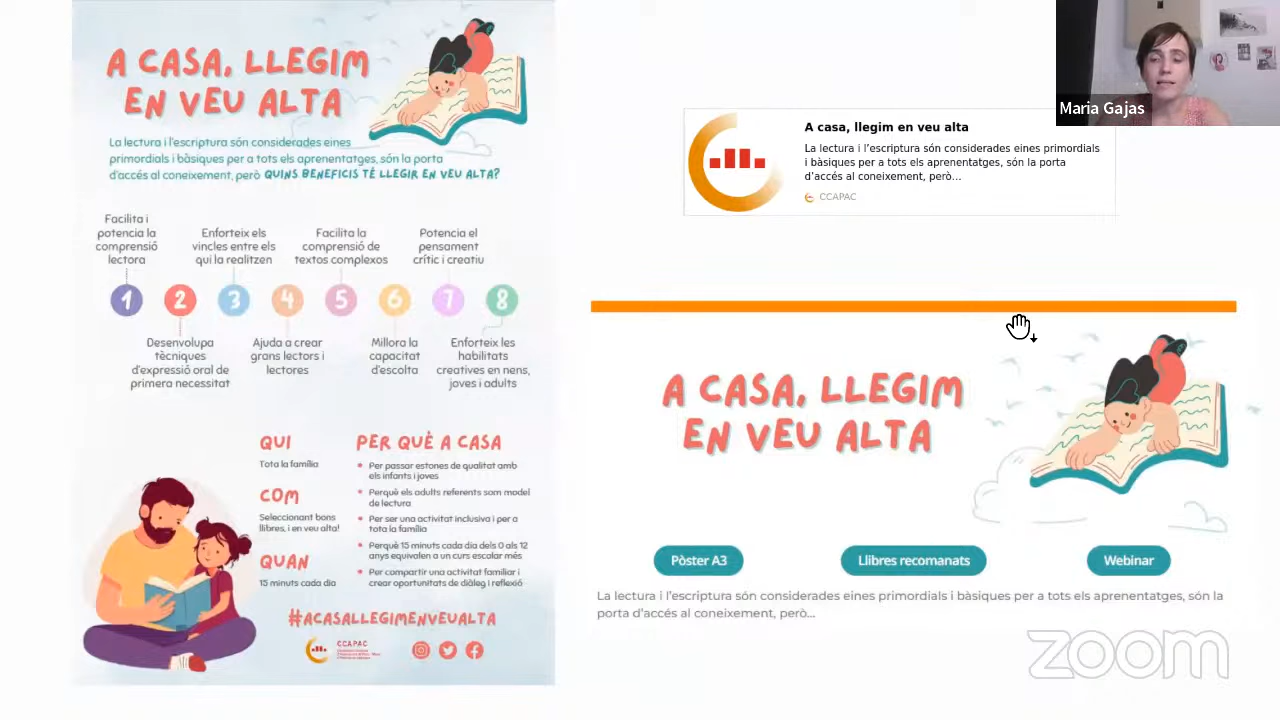 A CASA, LLEGIM
EN VEU ALTA
La lectura i l'escriptura són considerades eines
primordials i bàsiques per a tots els aprenentatges, són la porta
d'accés al coneixement, però QUINS BENEFICIS TÉ LLEGIR EN VEU ALTA?
Facilita i
potencia la
comprensió
lectora
Enforteix els
vincles entre els
qui la realitzen
Facilita la
comprensió de
textos complexos
Potencia el
pensament
crític i creatiu
1 2 3 4 5 6 7 8
Desenvolupa
tècniques
d'expressió oral de
primera necessitat
Ajuda a crear
grans lectors i
lectores
Millora la
capacitat
d'escolta
Enforteix les
habilitats
creatives en nens,
joves i adults
QUI
Tota la família
COM
Seleccionant bons
llibres, i en veu alta!
QUAN
15 minuts cada dia
PER QUÈ A CASA
Per passar estones de qualitat amb
els infants i joves
Perquè els adults referents som model
de lectura
Per ser una activitat inclusiva i per a
tota la família
Perquè 15 minuts cada dia dels 0 als 12
anys equivalen a un curs escolar més
Per compartir una activitat familiar i
crear oportunitats de diàleg i reflexió
#ACASALLEGIMENVEUALTA
CCAPAC
A casa, llegim en veu alta
La lectura i l'escriptura són considerades eines primordials
i bàsiques per a tots els aprenentatges, són la porta
d'accés al coneixement, però...
CCAPAC
Maria Gajas
A CASA, LLEGIM
EN VEU ALTA
Pòster A3
Llibres recomanats
Webinar
La lectura i l'escriptura són considerades eines primordials i bàsiques per a tots els aprenentatges, són la
porta d'accés al coneixement, però...
zoom